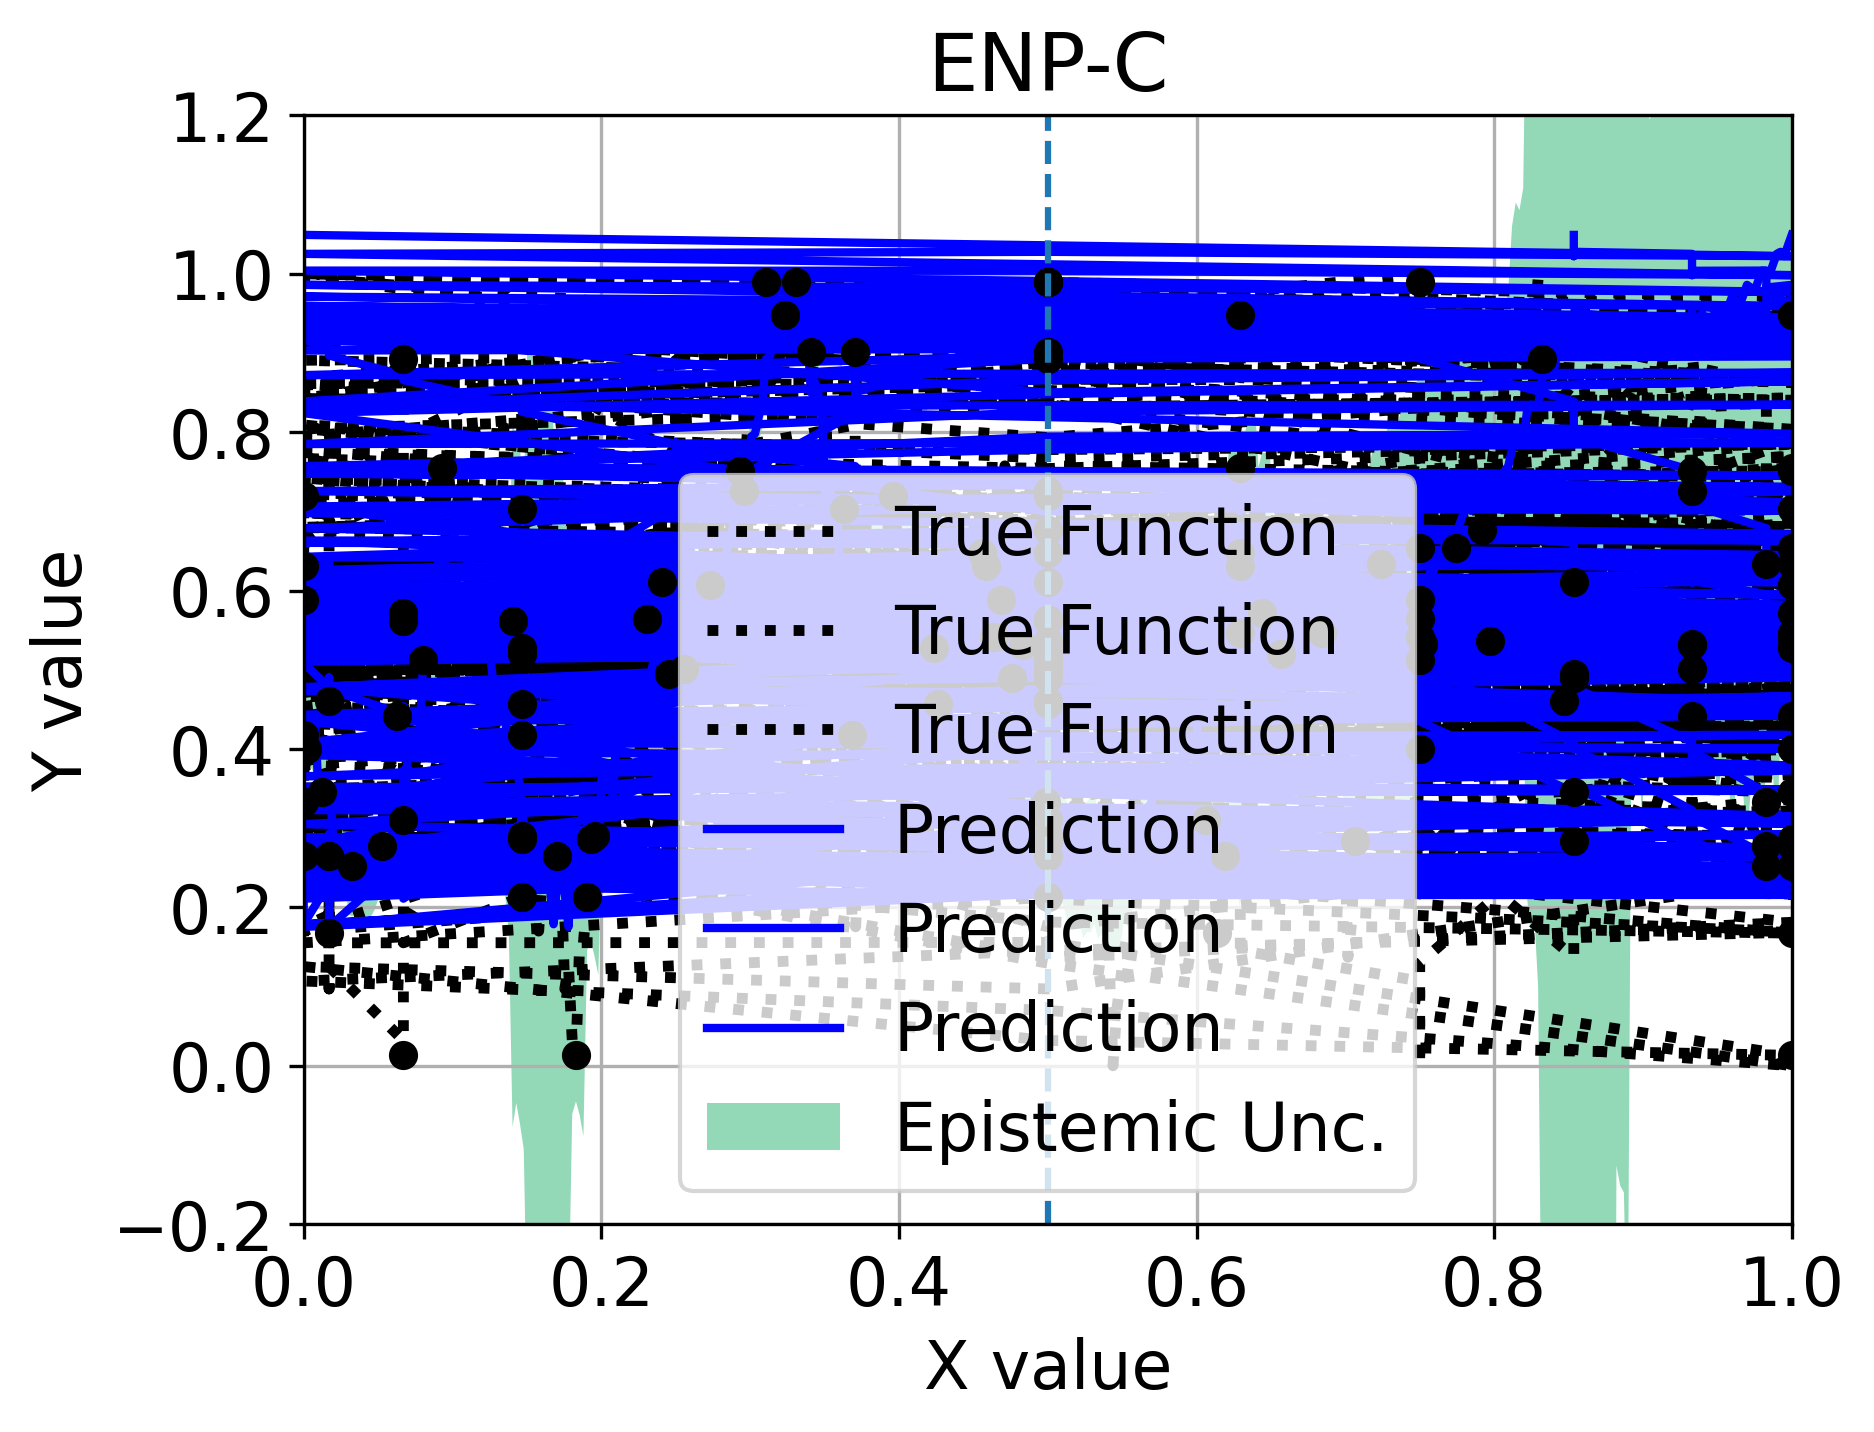 ENP-C
1.2
1.0
0.8
0.6
0.4
0.2
0.0
−0.2
Y value
True Function
True Function
True Function
Prediction
Prediction
Prediction
Epistemic Unc.
0.0 0.2 0.4 0.6 0.8 1.0
X value